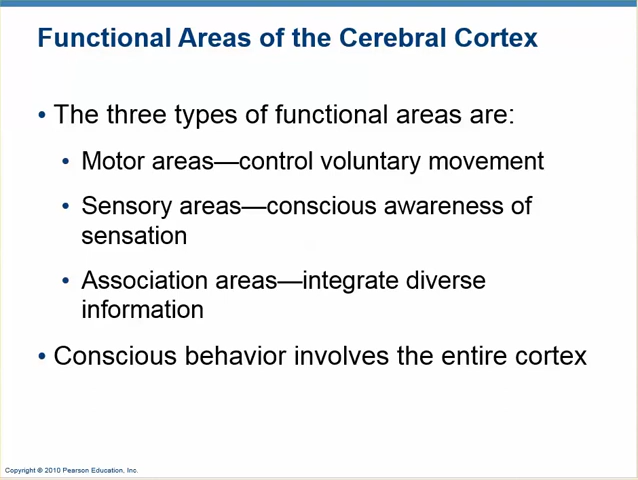 Functional Areas of the Cerebral Cortex
• The three types of functional areas are:
• Motor areas—control voluntary movement
• Sensory areas—conscious awareness of
sensation
• Association areas—integrate diverse
information
• Conscious behavior involves the entire cortex
Copyright © 2010 Pearson Education, Inc.